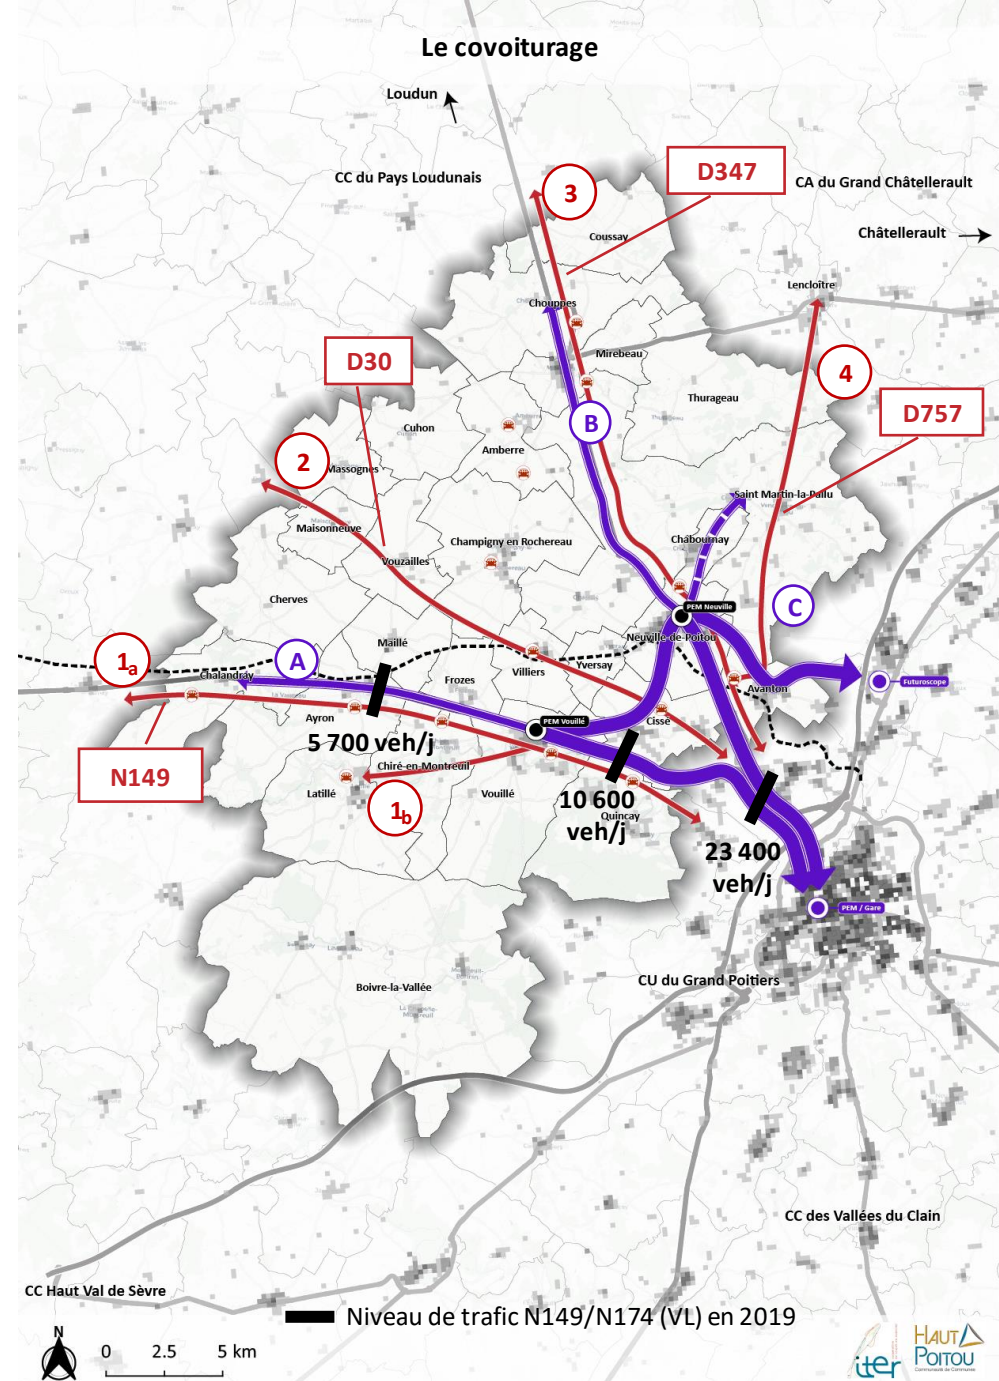 Le covoiturage
Loudun
D347
CC du Pays Loudunais
CA du Grand Châtellerault
3
Châtellerault
Coussay
Lencloître
Chouppes
D30
Mirebeau
4
Thurageau
D757
B
Cuhon
Amberre
2
Massognes
Saint Martin-la-Pallu
Maisonneuve
Champigny en Rochereau
Chabournay
Vouzailles
Cherves
C
PEM Neuville
Neuville-de-Poitou
Maillé
1a
A
Yversay
Villiers
Chalandray
Frozes
Futuroscope
Avanton
Ayron
PEM Vouillé
Cissé
5 700 veh/j
N149
Chiré-en-Montreuil
Latillé
Vouillé
1b
10 600
veh/j
Quincay
23 400
veh/j
PEM / Gare
CU du Grand Poitiers
Boivre-la-Vallée
CC des Vallées du Clain
CC Haut Val de Sèvre
Niveau de trafic N149/N174 (VL) en 2019
N
0 2.5 5 km
iter
HAUT
POITOU
Communauté de Communes